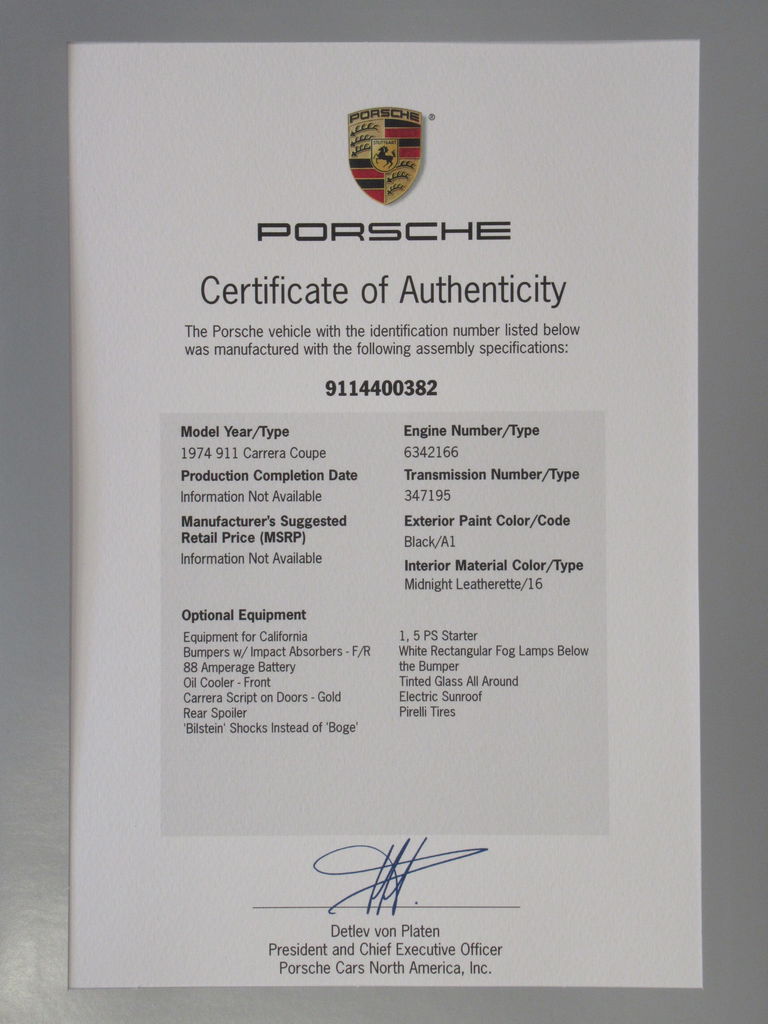 PORSCHE
STUTTGART
®
PORSCHE
Certificate of Authenticity
The Porsche vehicle with the identification number listed below
was manufactured with the following assembly specifications:
9114400382
Model Year/Type
1974 911 Carrera Coupe
Production Completion Date
Information Not Available
Manufacturer's Suggested
Retail Price (MSRP)
Information Not Available
Engine Number/Type
6342166
Transmission Number/Type
347195
Exterior Paint Color/Code
Black/A1
Interior Material Color/Type
Midnight Leatherette/16
Optional Equipment
Equipment for California
Bumpers w/ Impact Absorbers - F/R
88 Amperage Battery
Oil Cooler - Front
Carrera Script on Doors - Gold
Rear Spoiler
'Bilstein' Shocks Instead of 'Boge'
1, 5 PS Starter
White Rectangular Fog Lamps Below
the Bumper
Tinted Glass All Around
Electric Sunroof
Pirelli Tires
Detlev von Platen
President and Chief Executive Officer
Porsche Cars North America, Inc.